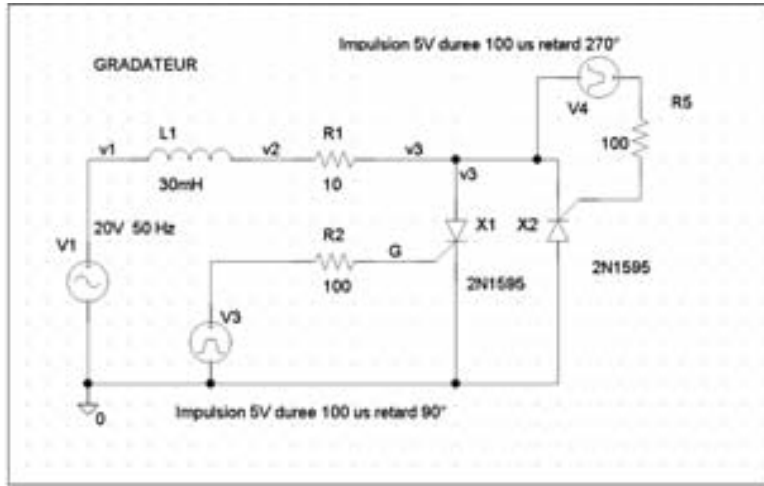 Impulsion 5V duree 100 us retard 270°
GRADATEUR
V4
R5
100
v1
L1
v2
R1
v3
v3
30mH
10
20V 50 Hz
V1
R2
G
X1
X2
100
2N1595
2N1595
V3
0
Impulsion 5V duree 100 us retard 90°